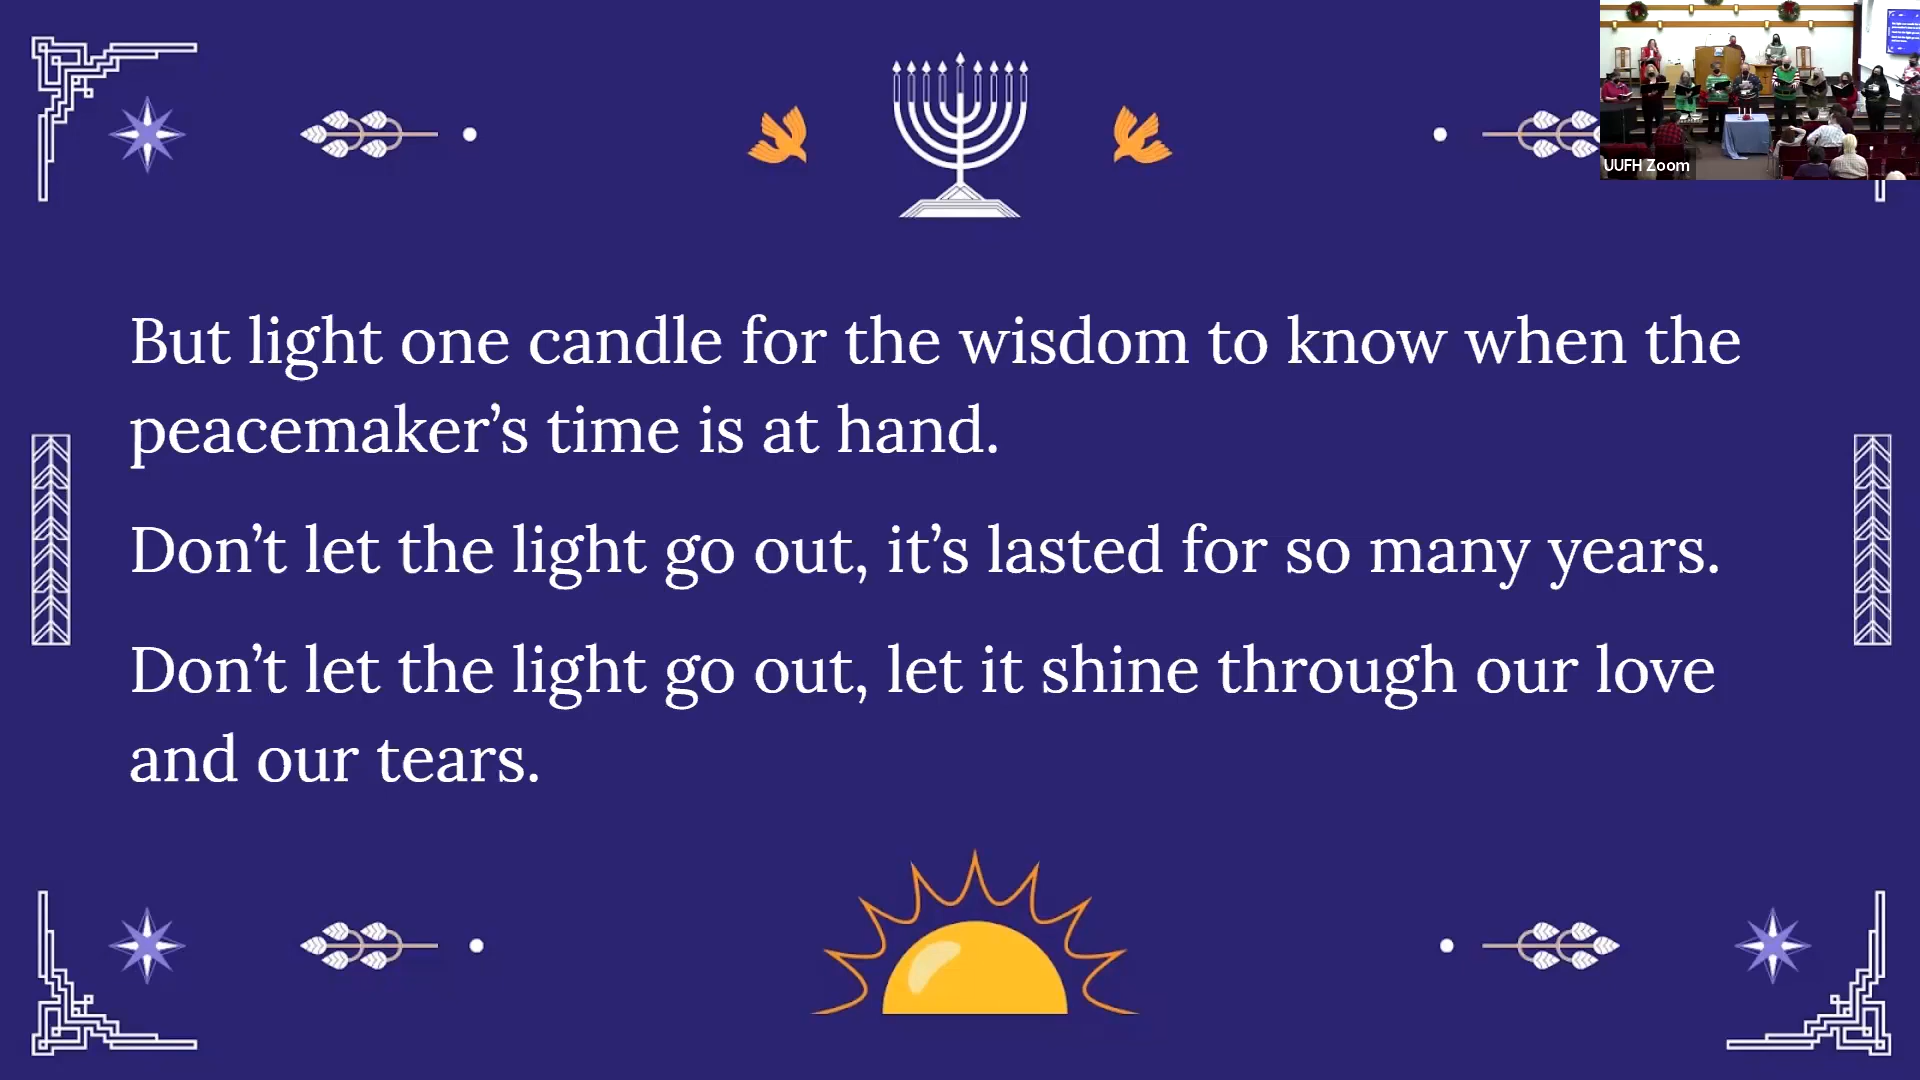 UUFH Zoom
But light one candle for the wisdom to know when the
peacemaker’s time is at hand.
Don’t let the light go out, it’s lasted for so many years.
Don’t let the light go out, let it shine through our love
and our tears.